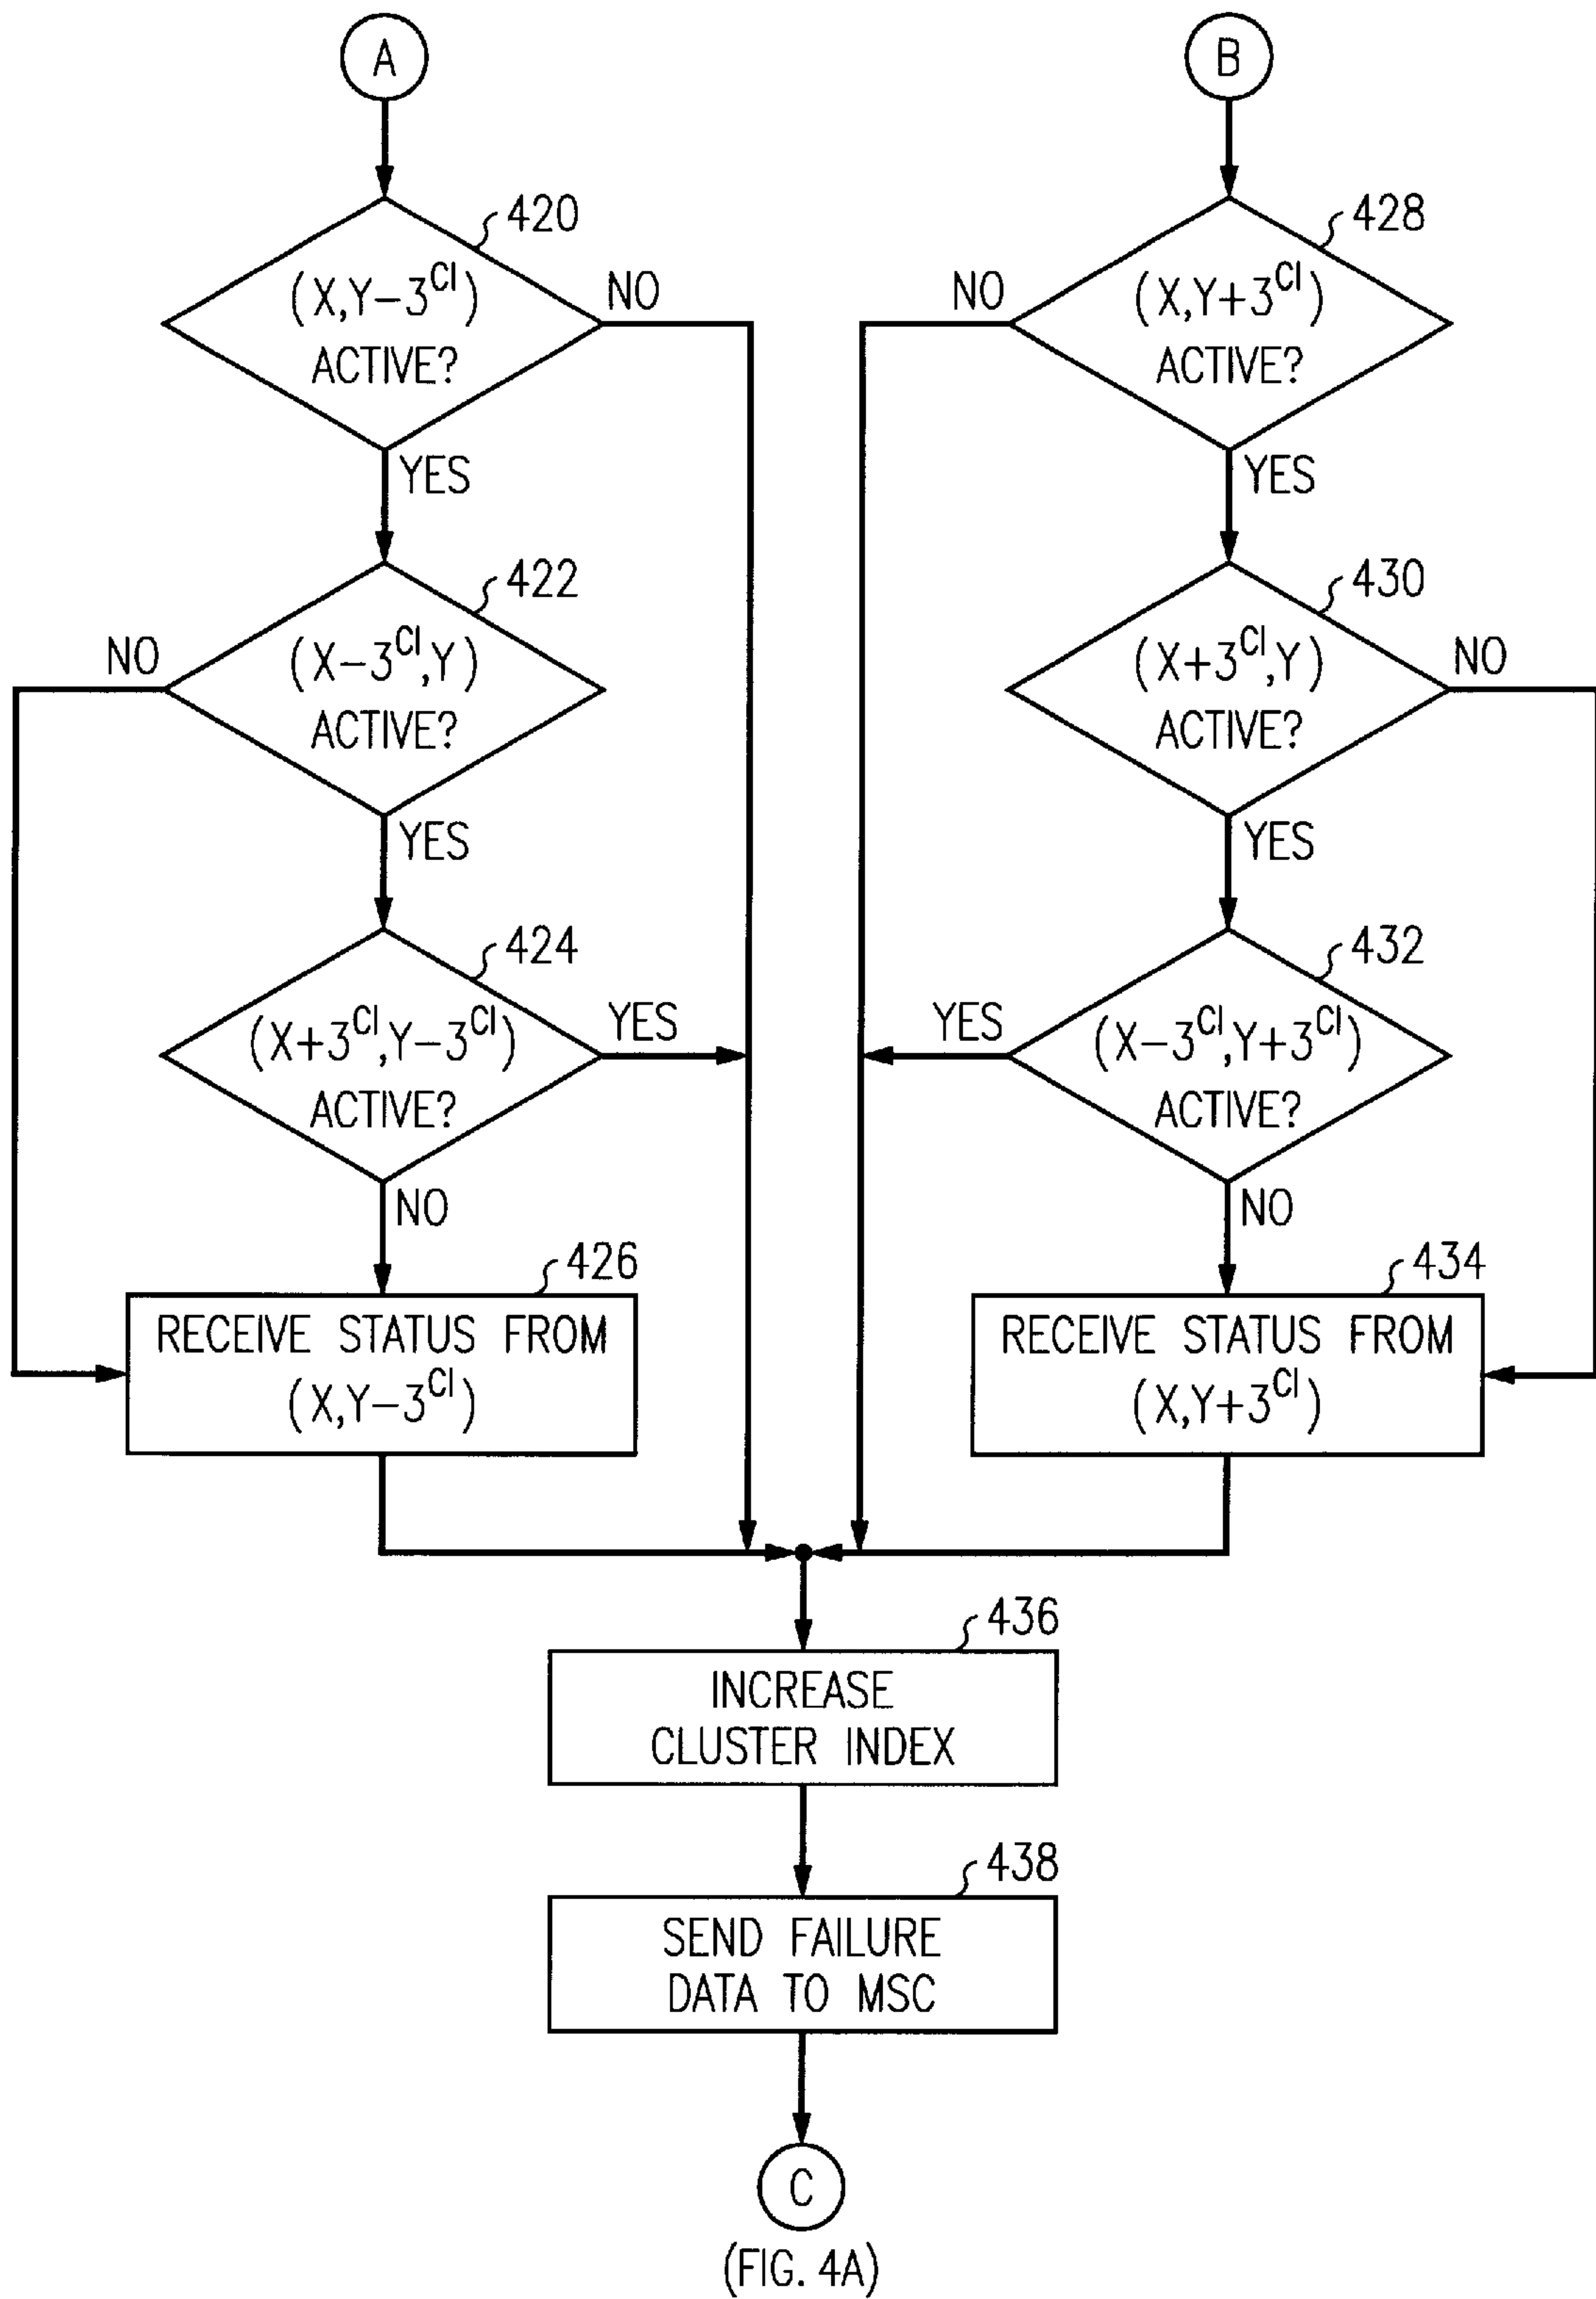 A
420
(X,Y−3^CI)
ACTIVE?
NO
YES
422
(X−3^CI,Y)
ACTIVE?
NO
YES
424
(X+3^CI,Y−3^CI)
ACTIVE?
YES
NO
426
RECEIVE STATUS FROM
(X,Y−3^CI)
B
428
(X,Y+3^CI)
ACTIVE?
NO
YES
430
(X+3^CI,Y)
ACTIVE?
NO
YES
432
(X−3^CI,Y+3^CI)
ACTIVE?
YES
NO
434
RECEIVE STATUS FROM
(X,Y+3^CI)
436
INCREASE
CLUSTER INDEX
438
SEND FAILURE
DATA TO MSC
C
(FIG. 4A)